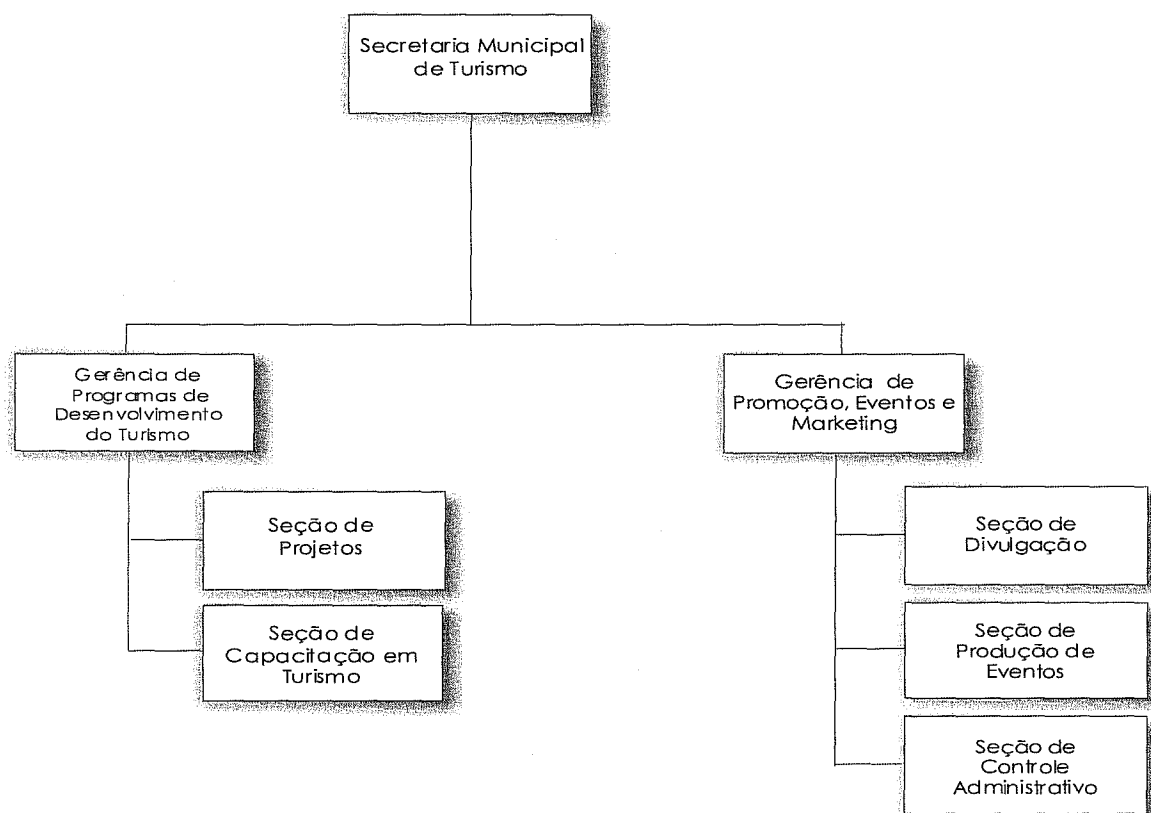 Secretaria Municipal
de Turismo
Gerência de
Programas de
Desenvolvimento
do Turismo
Gerência de
Promoção, Eventos e
Marketing
Seção de
Projetos
Seção de
Capacitação em
Turismo
Seção de
Divulgação
Seção de
Produção de
Eventos
Seção de
Controle
Administrativo